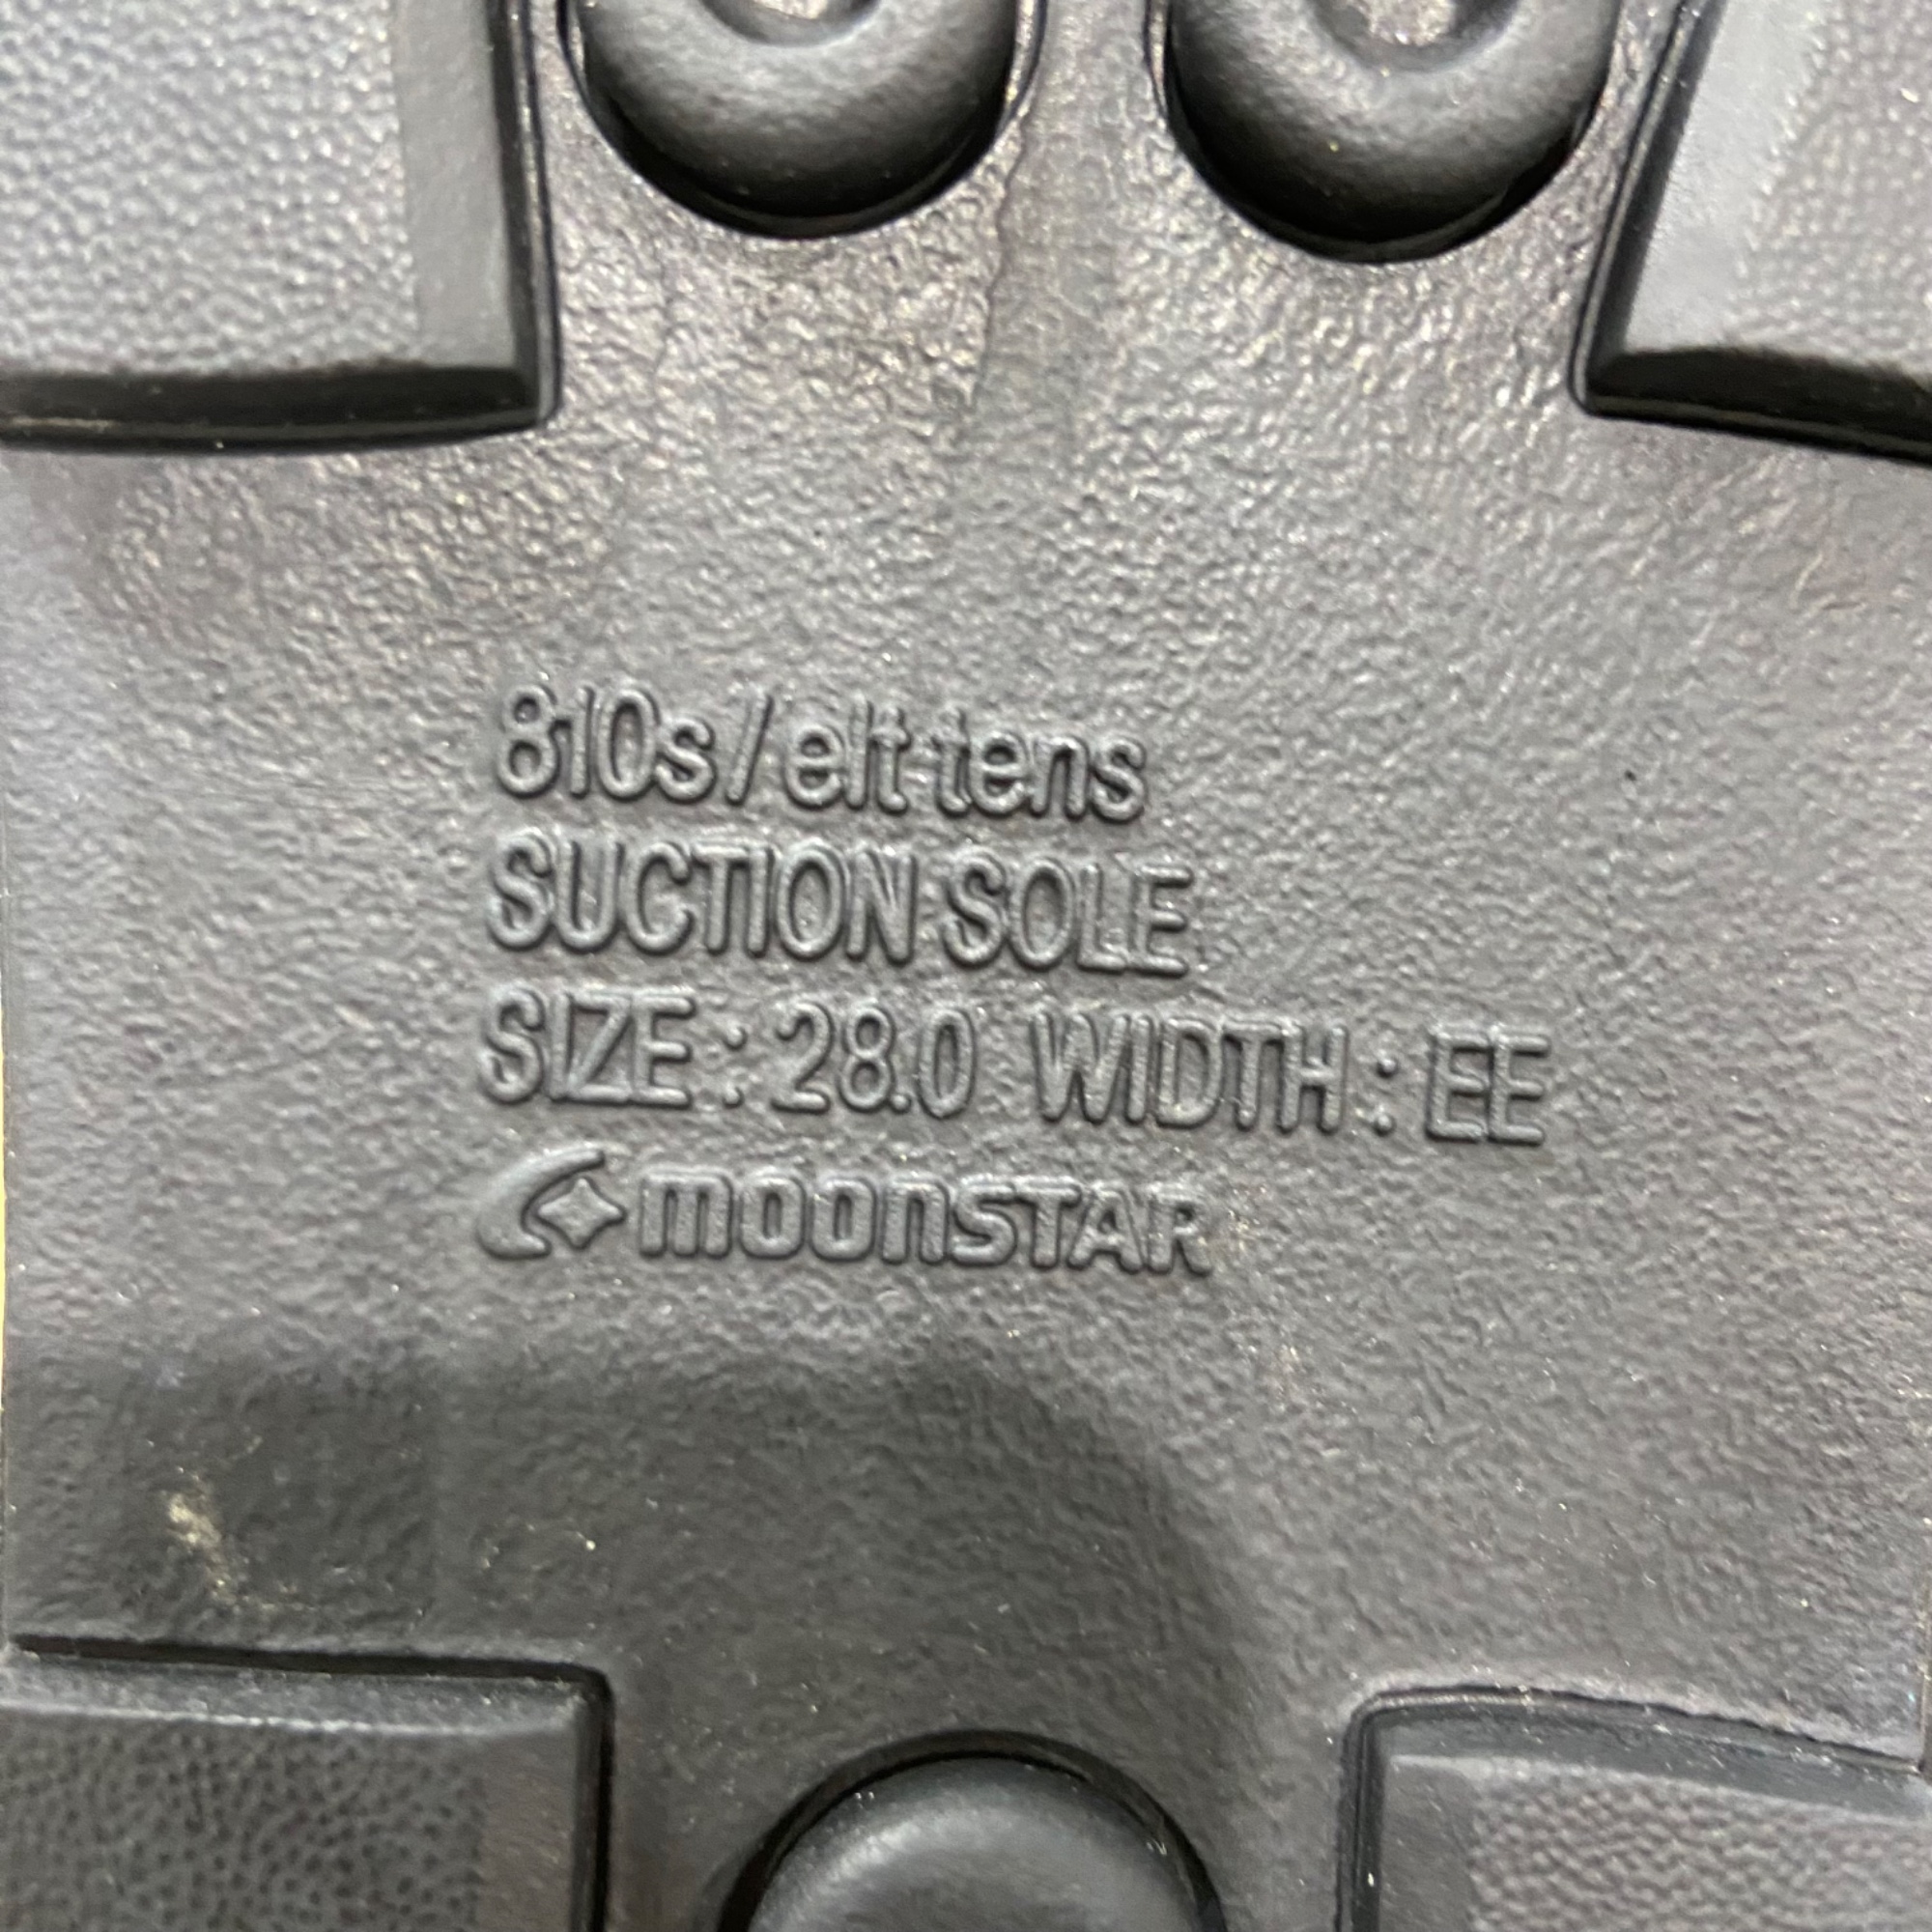 810s / elt-tens
SUCTION SOLE
SIZE : 28.0 WIDTH : EE
moonSTAR